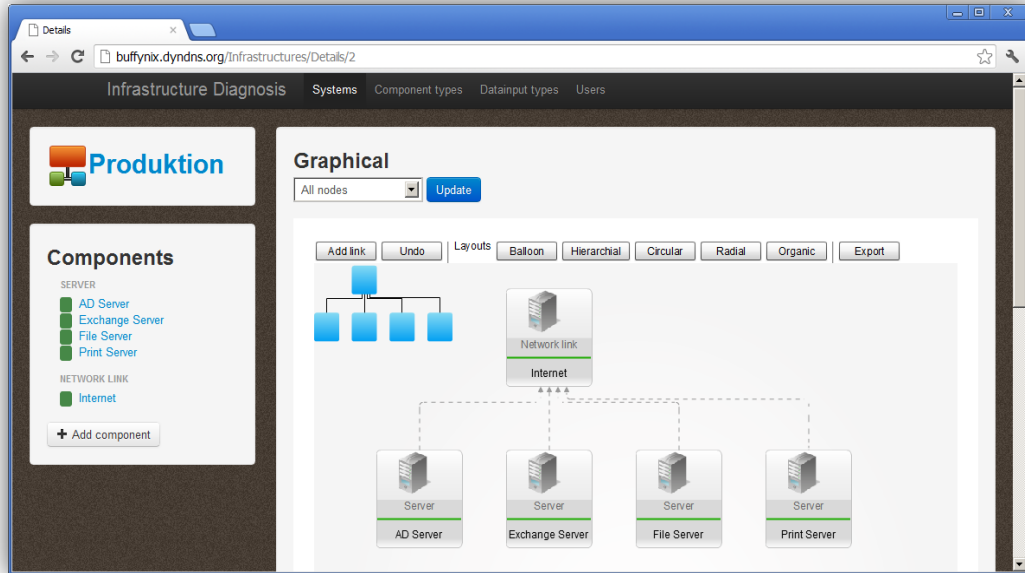 Details
buffynix.dyndns.org/Infrastructures/Details/2
Infrastructure Diagnosis Systems Component types Datainput types Users
Produktion
Components
SERVER
AD Server
Exchange Server
File Server
Print Server
NETWORK LINK
Internet
Add component
Graphical
All nodes Update
Add link Undo Layouts Balloon Hierarchial Circular Radial Organic Export
Network link
Internet
Server Server Server Server
AD Server Exchange Server File Server Print Server